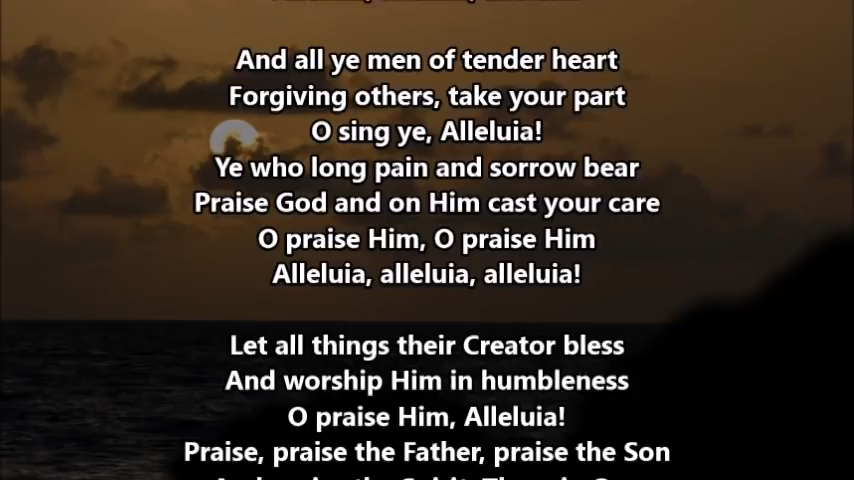 And all ye men of tender heart
Forgiving others, take your part
O sing ye, Alleluia!
Ye who long pain and sorrow bear
Praise God and on Him cast your care
O praise Him, O praise Him
Alleluia, alleluia, alleluia!
Let all things their Creator bless
And worship Him in humbleness
O praise Him, Alleluia!
Praise, praise the Father, praise the Son